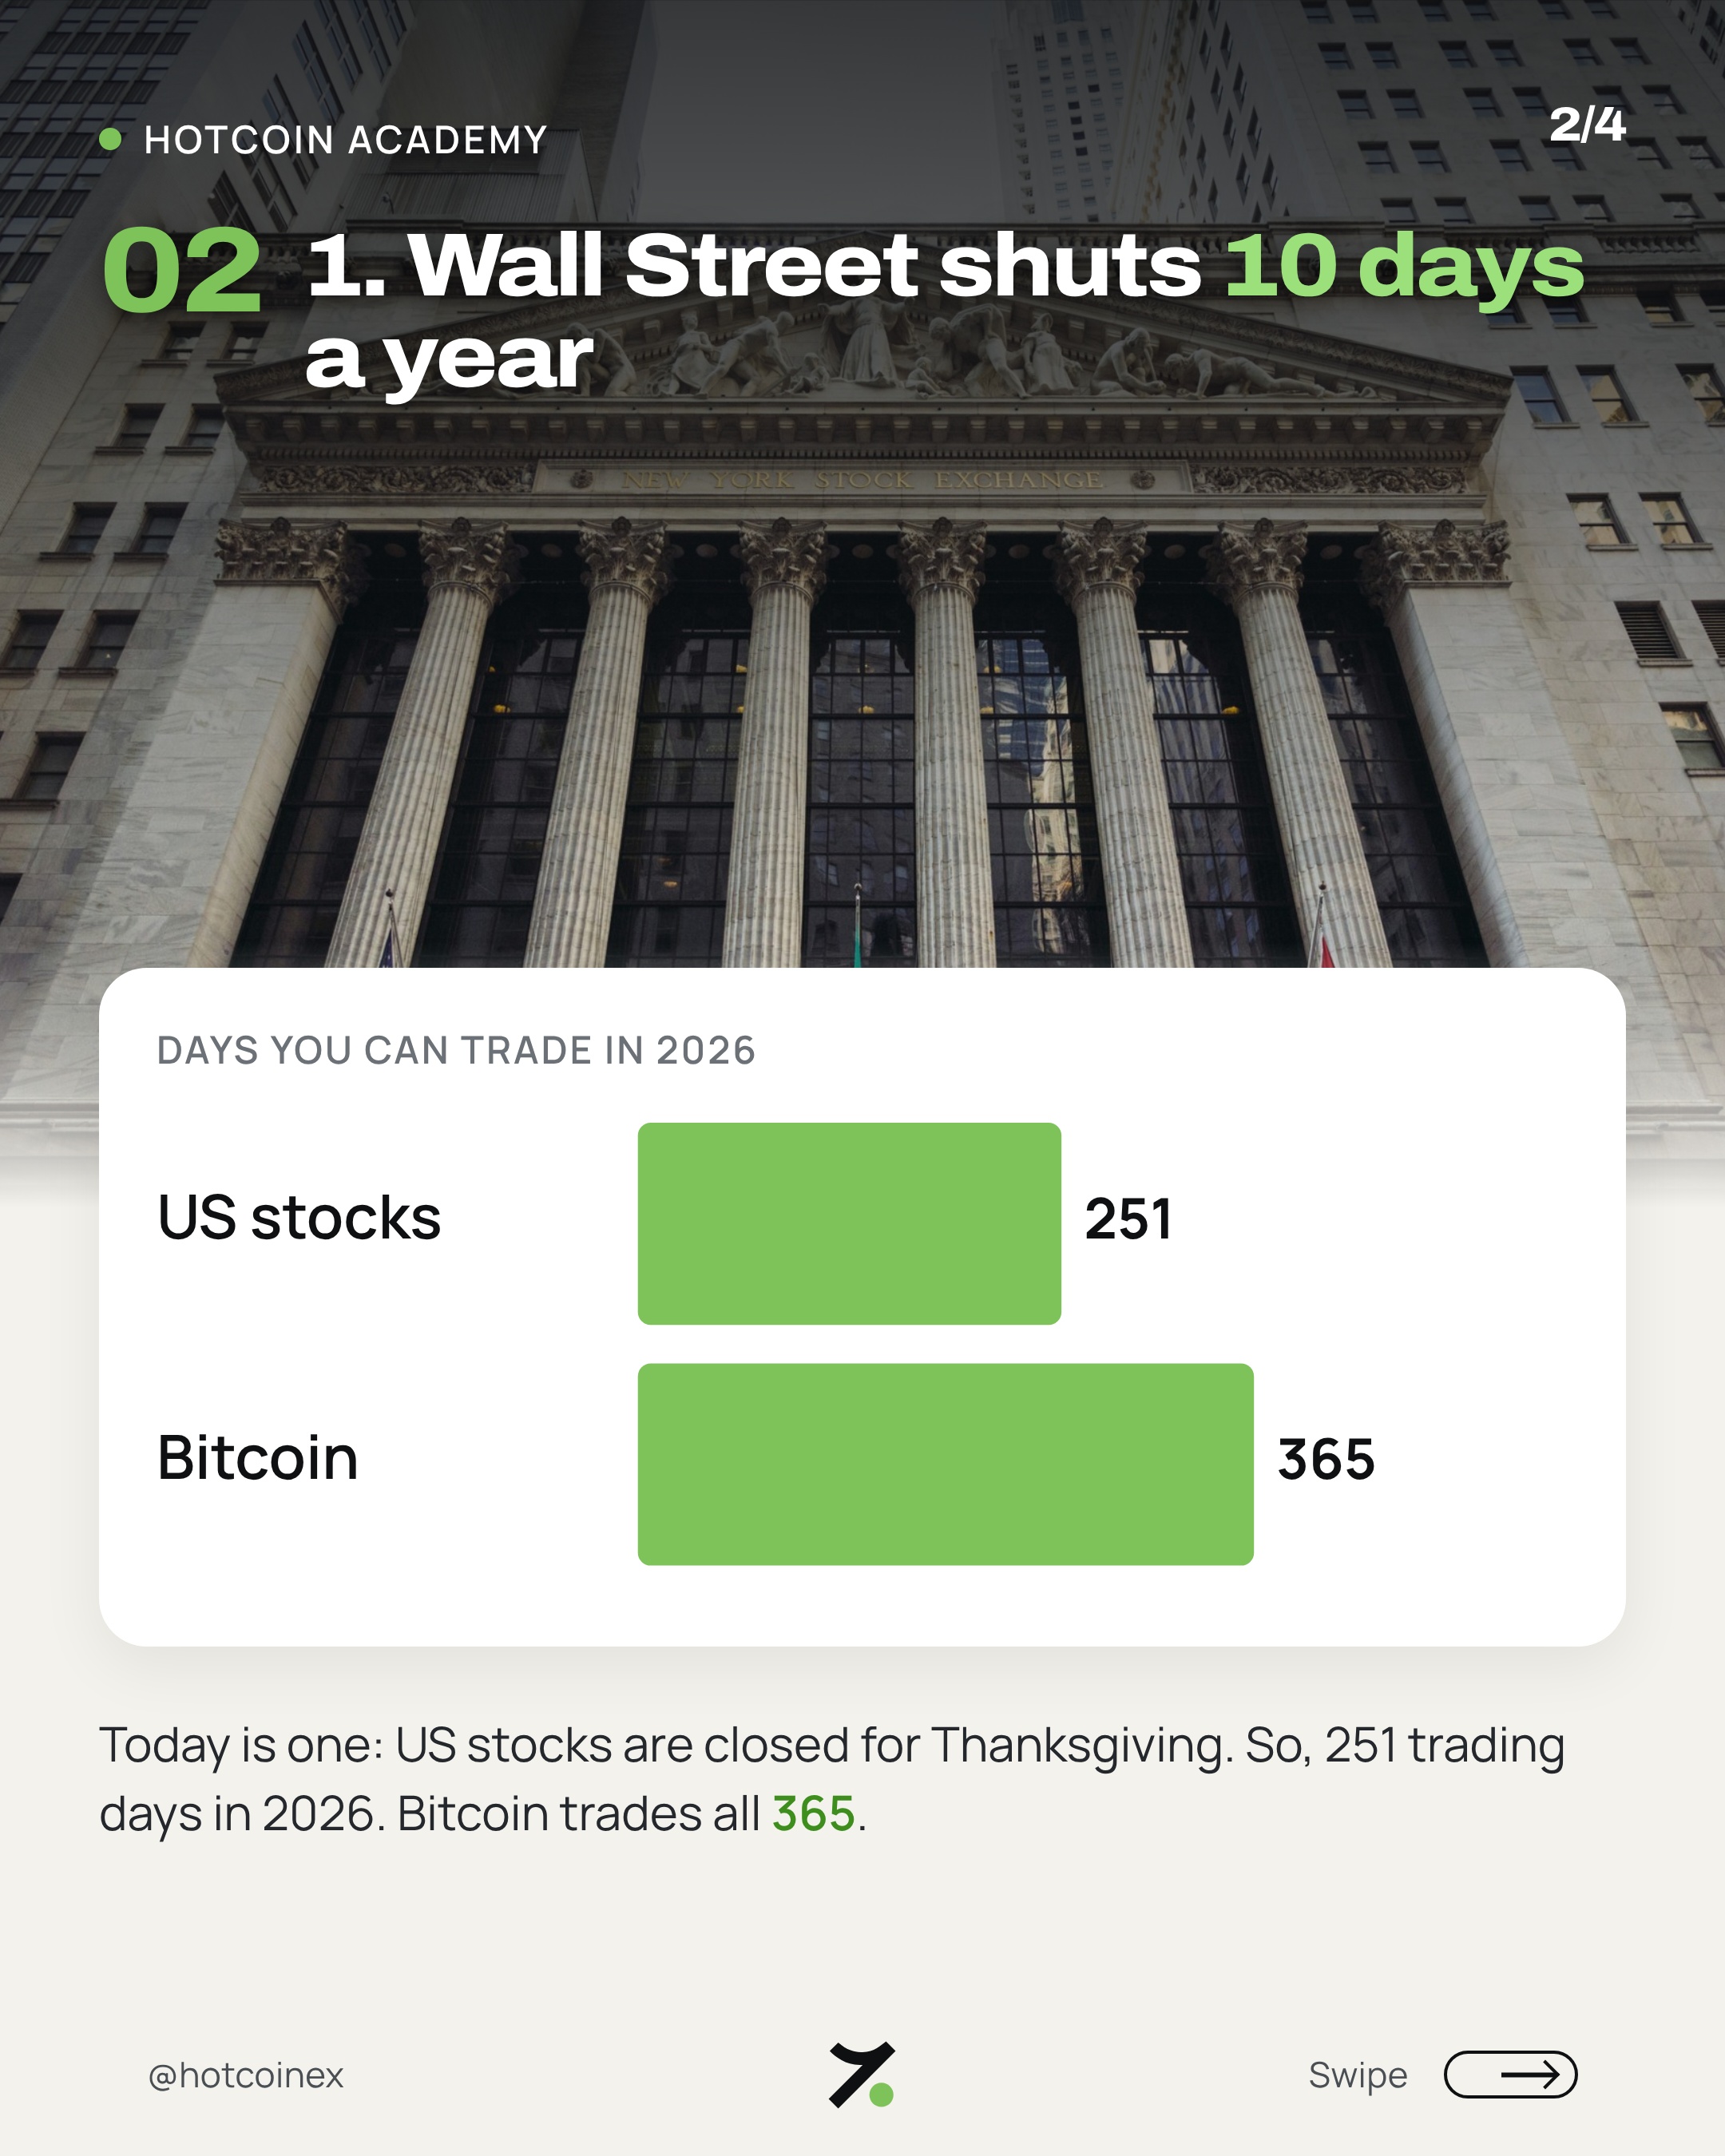 HOTCOIN ACADEMY
2/4
02
1. Wall Street shuts 10 days
a year
NEW YORK STOCK EXCHANGE
DAYS YOU CAN TRADE IN 2026
US stocks
251
Bitcoin
365
Today is one: US stocks are closed for Thanksgiving. So, 251 trading
days in 2026. Bitcoin trades all 365.
@hotcoinex
Swipe